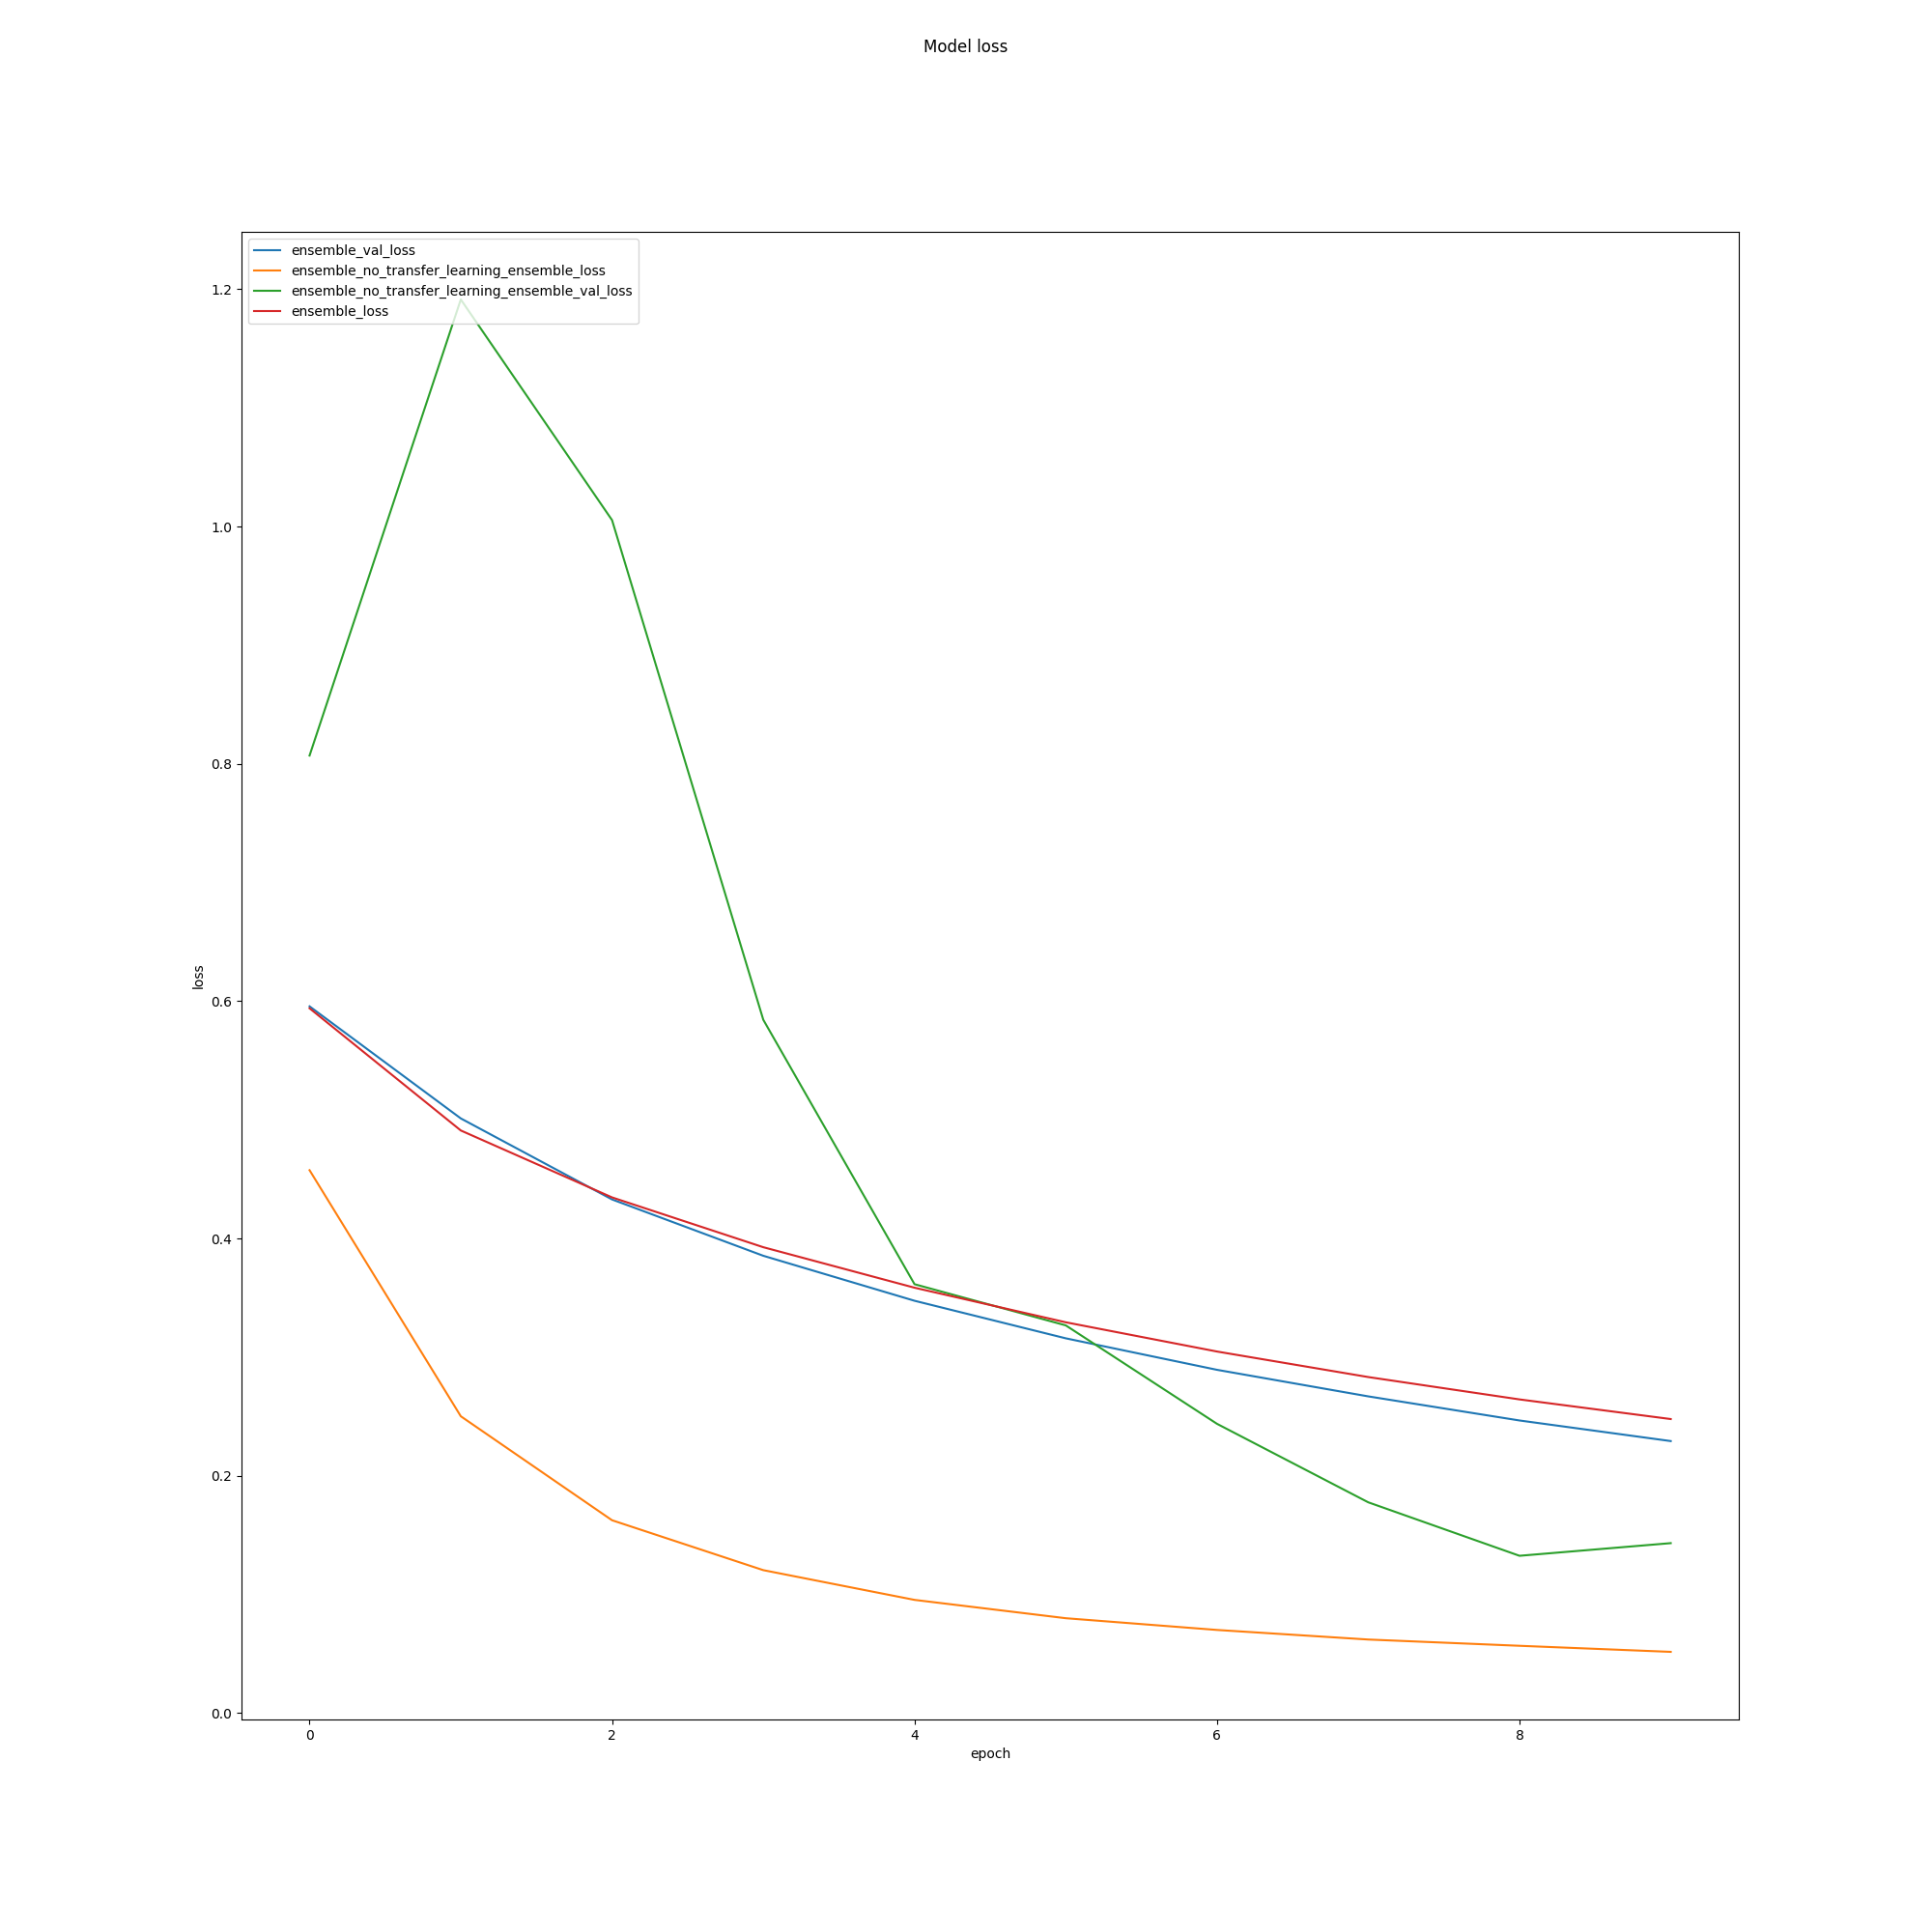 Model loss
ensemble_val_loss
ensemble_no_transfer_learning_ensemble_loss
ensemble_no_transfer_learning_ensemble_val_loss
ensemble_loss
1.2
1.0
0.8
0.6
0.4
0.2
0.0
loss
0 2 4 6 8
epoch